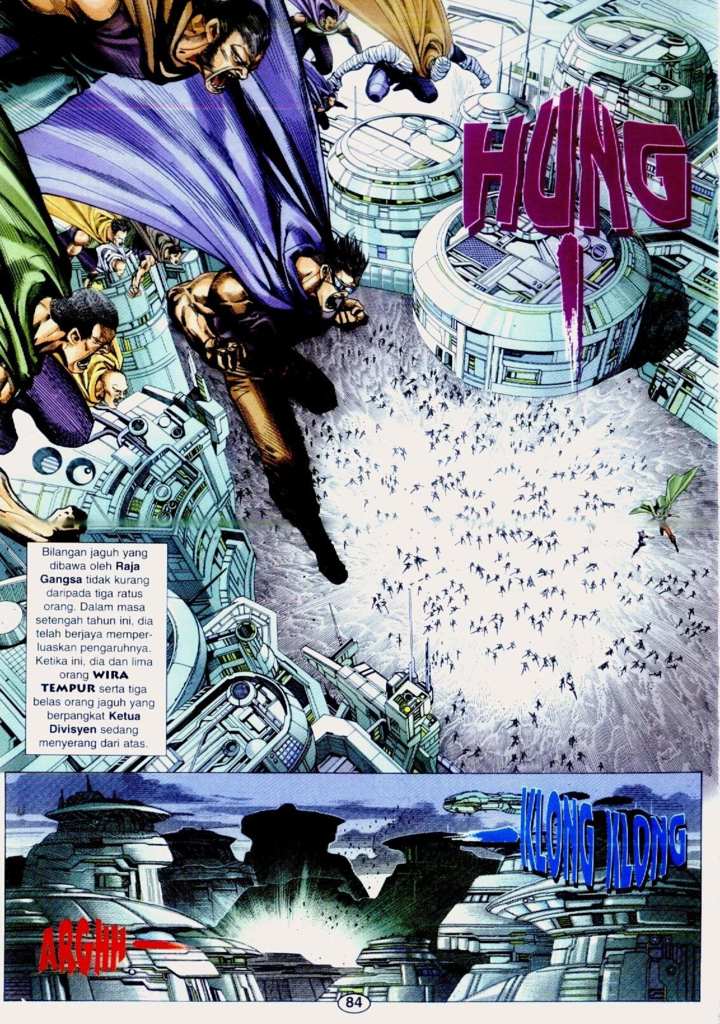 HUNG
Bilangan jaguh yang
dibawa oleh Raja
Gangsa tidak kurang
daripada tiga ratus
orang. Dalam masa
setengah tahun ini, dia
telah berjaya memper-
luaskan pengaruhnya.
Ketika ini, dia dan lima
orang WIRA
TEMPUR serta tiga
belas orang jaguh yang
berpangkat Ketua
Divisyen sedang
menyerang dari atas.
KLONG KLONG
ARGHH
84